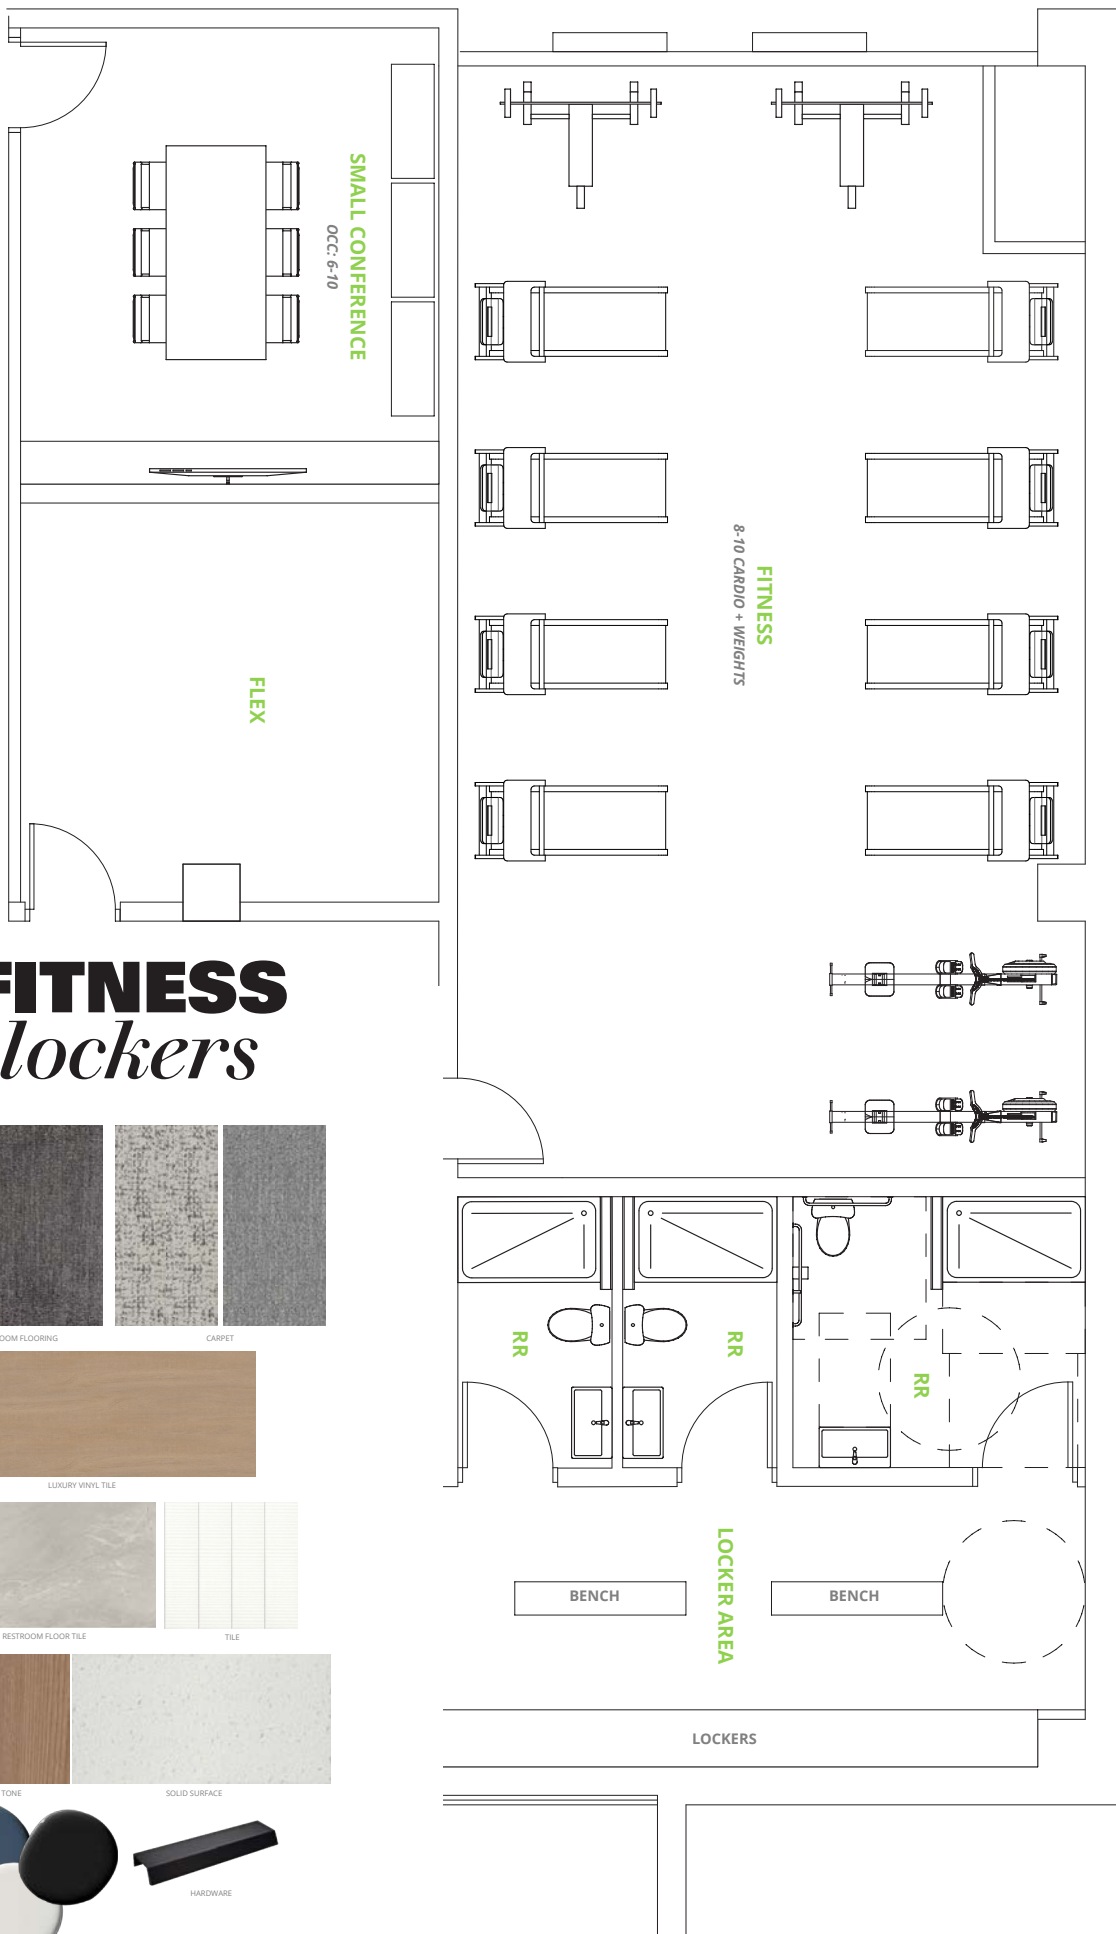 SMALL CONFERENCE
OCC: 6-10
FITNESS
8-10 CARDIO + WEIGHTS
FLEX
FITNESS
lockers
OOM FLOORING
CARPET
LUXURY VINYL TILE
RESTROOM FLOOR TILE
TILE
TONE
SOLID SURFACE
HARDWARE
RR
RR
RR
LOCKER AREA
BENCH
BENCH
LOCKERS